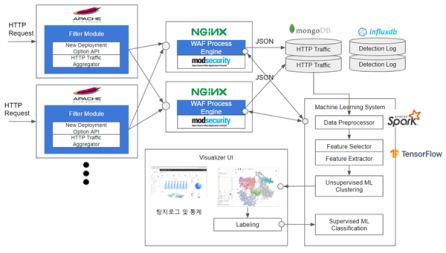 HTTP
Request
APACHE
Filter Module
New Deployment
Option API
HTTP Traffic
Aggregator
HTTP
Request
APACHE
Filter Module
New Deployment
Option API
HTTP Traffic
Aggregator
NGINX
WAF Process
Engine
modsecurity
NGINX
WAF Process
Engine
modsecurity
JSON
JSON
mongoDB
influxdb
HTTP Traffic
HTTP Traffic
Detection Log
Detection Log
Machine Learning System
Data Preprocessor
Feature Selector
Feature Extractor
Unsupervised ML
Clustering
Supervised ML
Classification
Spark
TensorFlow
Visualizer UI
탐지로그 및 통계
Labeling